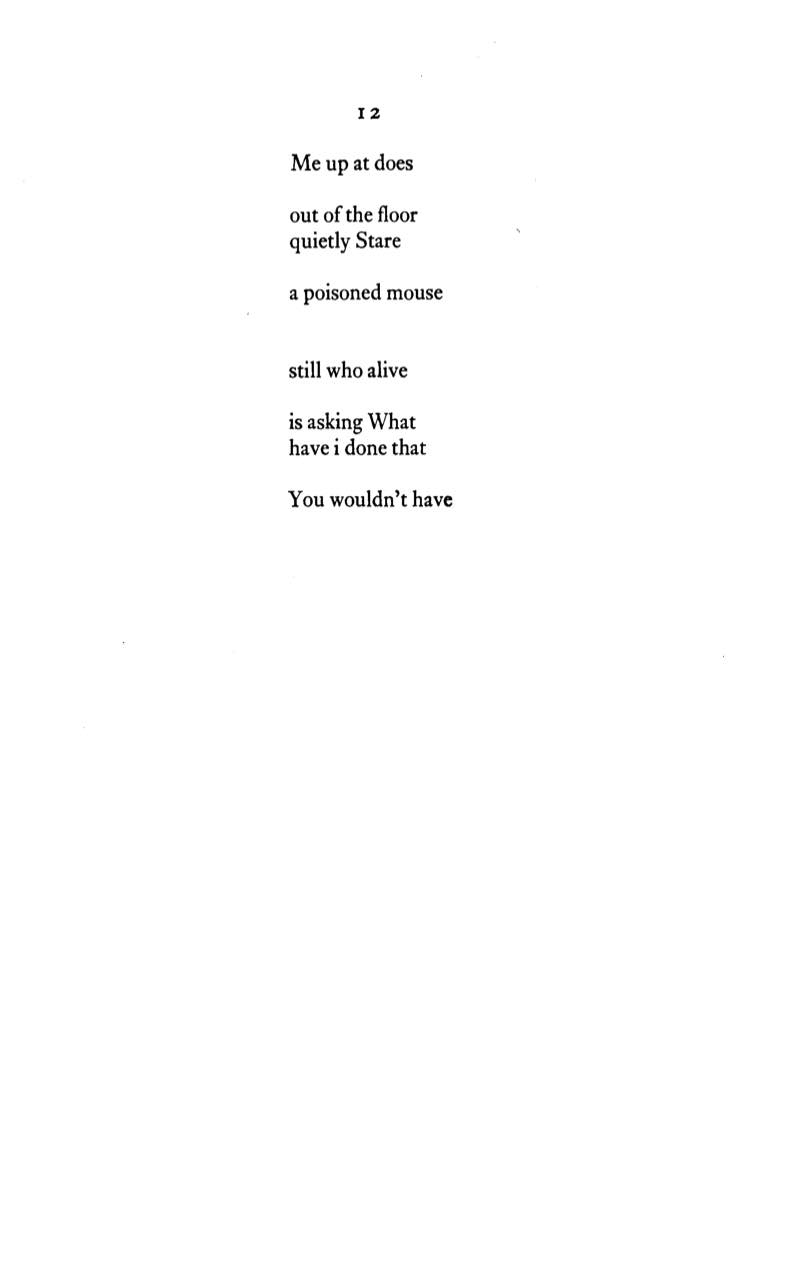 12
Me up at does
out of the floor
quietly Stare
a poisoned mouse
still who alive
is asking What
have i done that
You wouldn't have